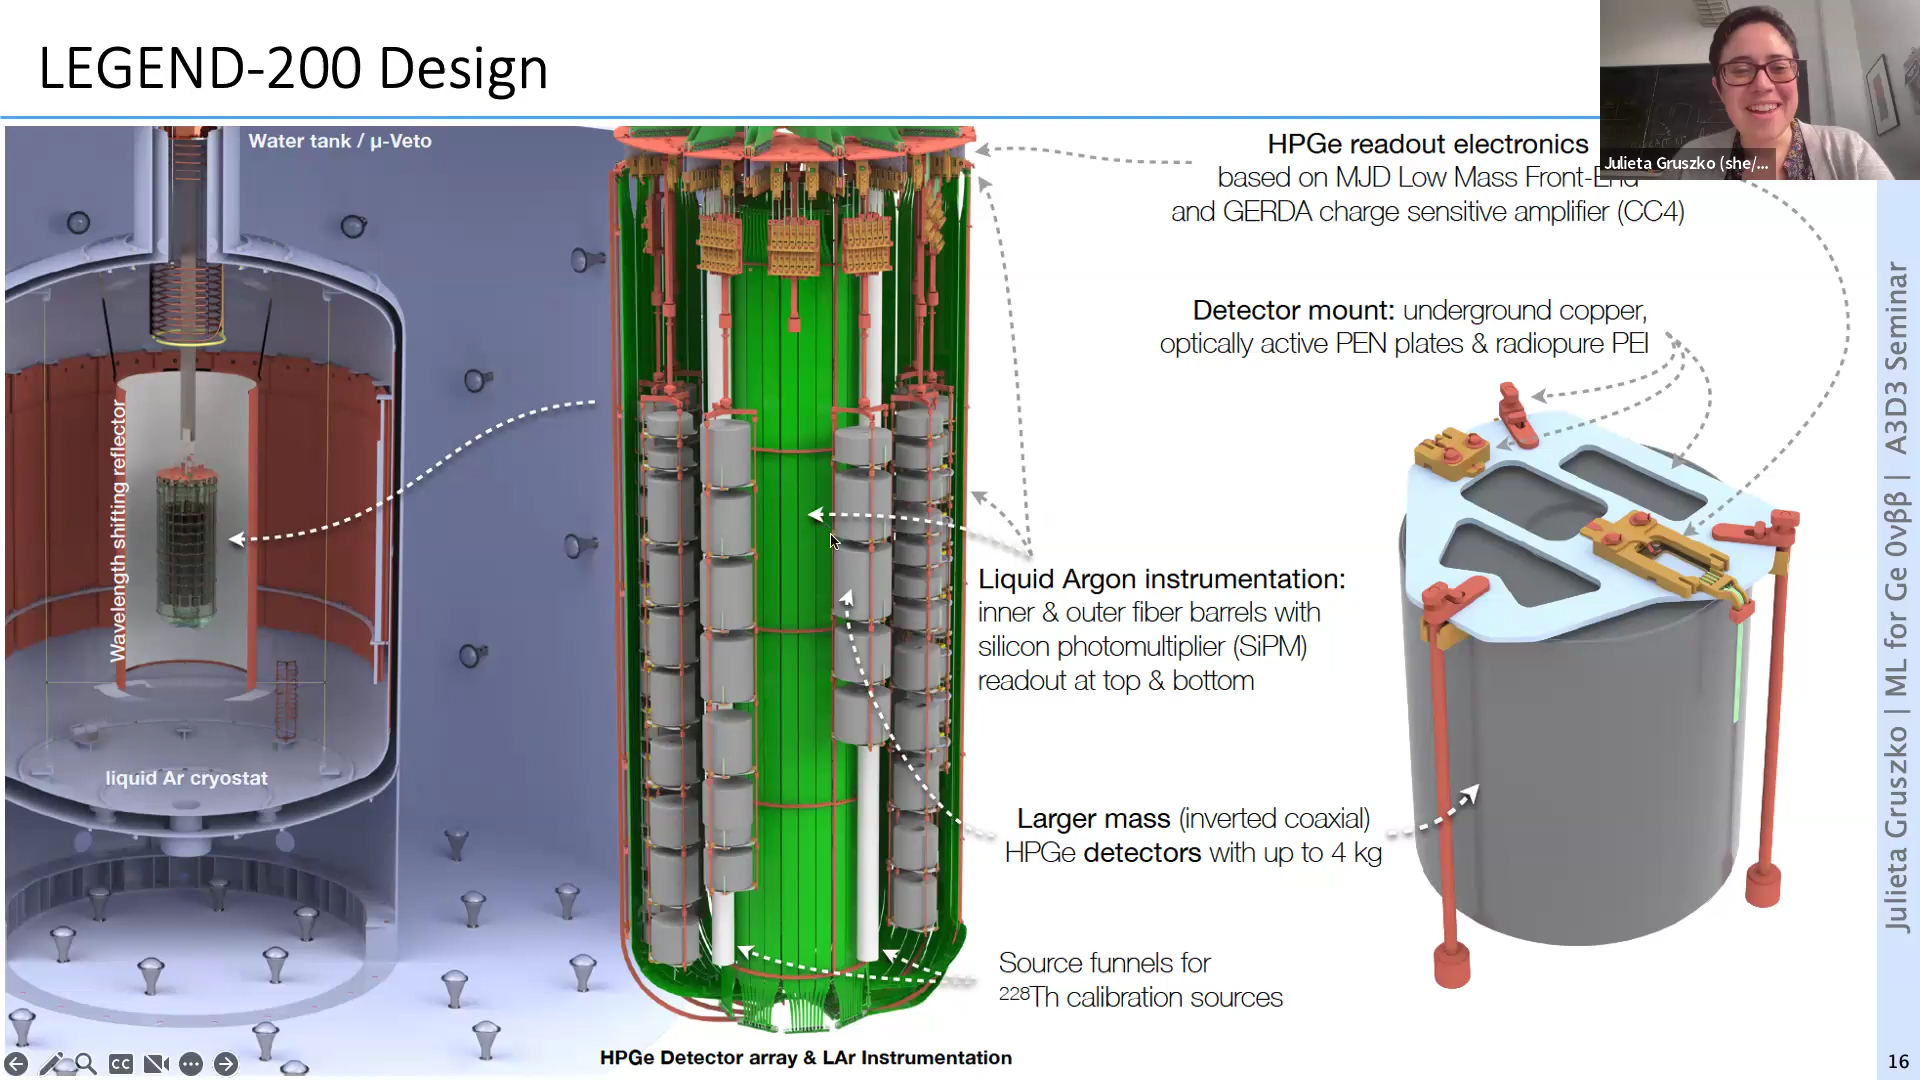 LEGEND-200 Design
Julieta Gruszko (she/...
Water tank / μ-Veto
Wavelength shifting reflector
liquid Ar cryostat
HPGe readout electronics
based on MJD Low Mass Front-End
and GERDA charge sensitive amplifier (CC4)
Detector mount: underground copper,
optically active PEN plates & radiopure PEI
Liquid Argon instrumentation:
inner & outer fiber barrels with
silicon photomultiplier (SiPM)
readout at top & bottom
Larger mass (inverted coaxial)
HPGe detectors with up to 4 kg
Source funnels for
²²⁸Th calibration sources
HPGe Detector array & LAr Instrumentation
Julieta Gruszko | ML for Ge 0νββ | A3D3 Seminar
16
CC